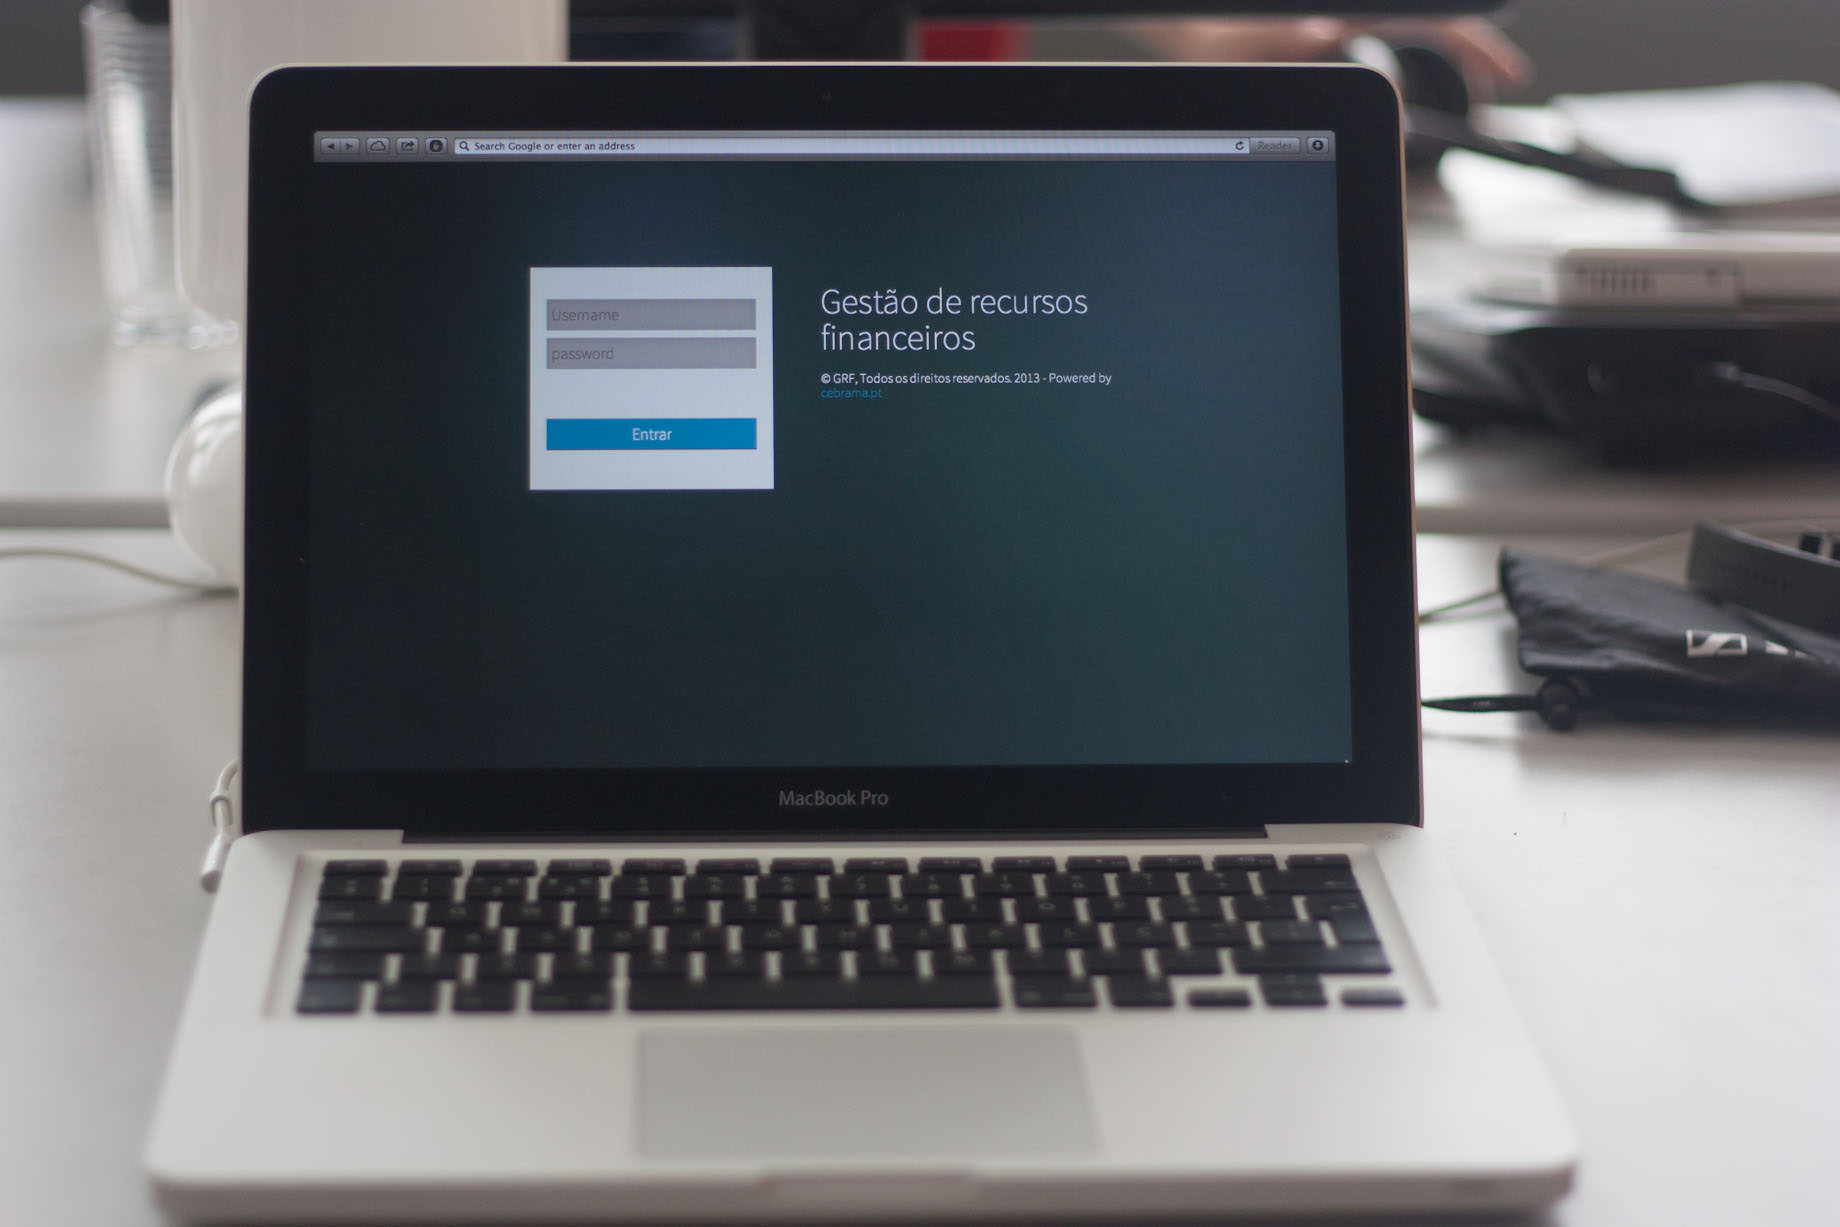 Search Google or enter an address
Reader
Username
password
Entrar
Gestão de recursos
financeiros
© GRF, Todos os direitos reservados. 2013 - Powered by
cebrama.pt
MacBook Pro